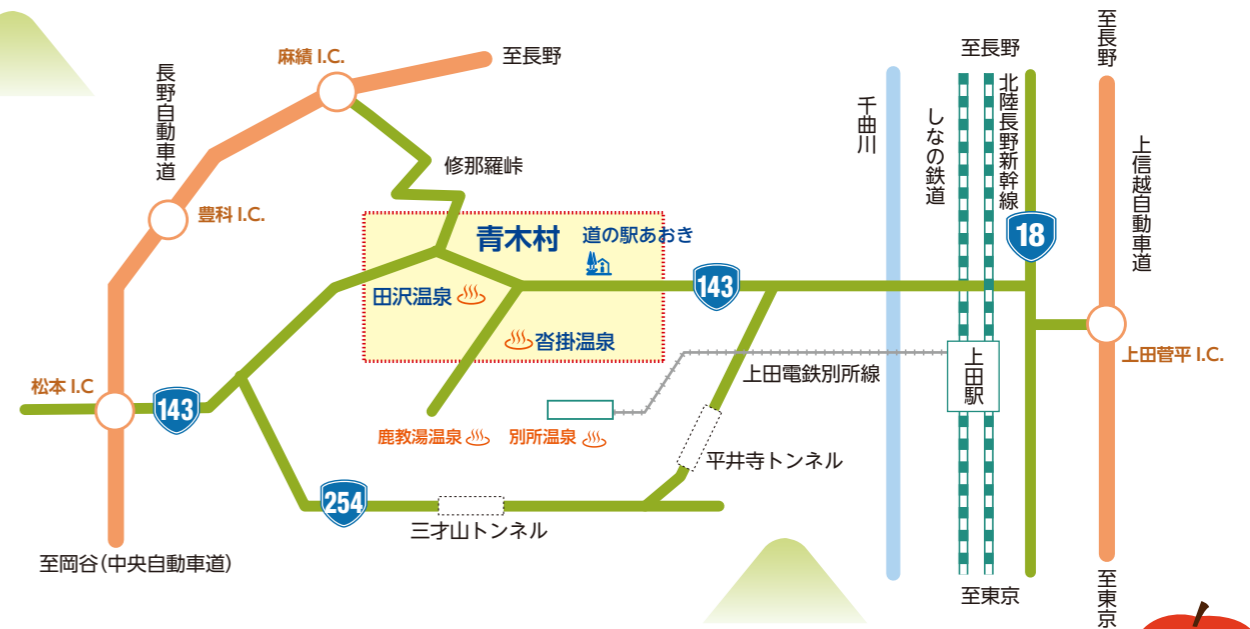 麻績 I.C.
至長野
長野自動車道
豊科 I.C.
修那羅峠
青木村
道の駅あおき
田沢温泉
沓掛温泉
143
松本 I.C
143
鹿教湯温泉
別所温泉
254
三才山トンネル
平井寺トンネル
上田電鉄別所線
至岡谷(中央自動車道)
千曲川
至長野
しなの鉄道
北陸長野新幹線
18
上田駅
至東京
至長野
上信越自動車道
上田菅平 I.C.
至東京